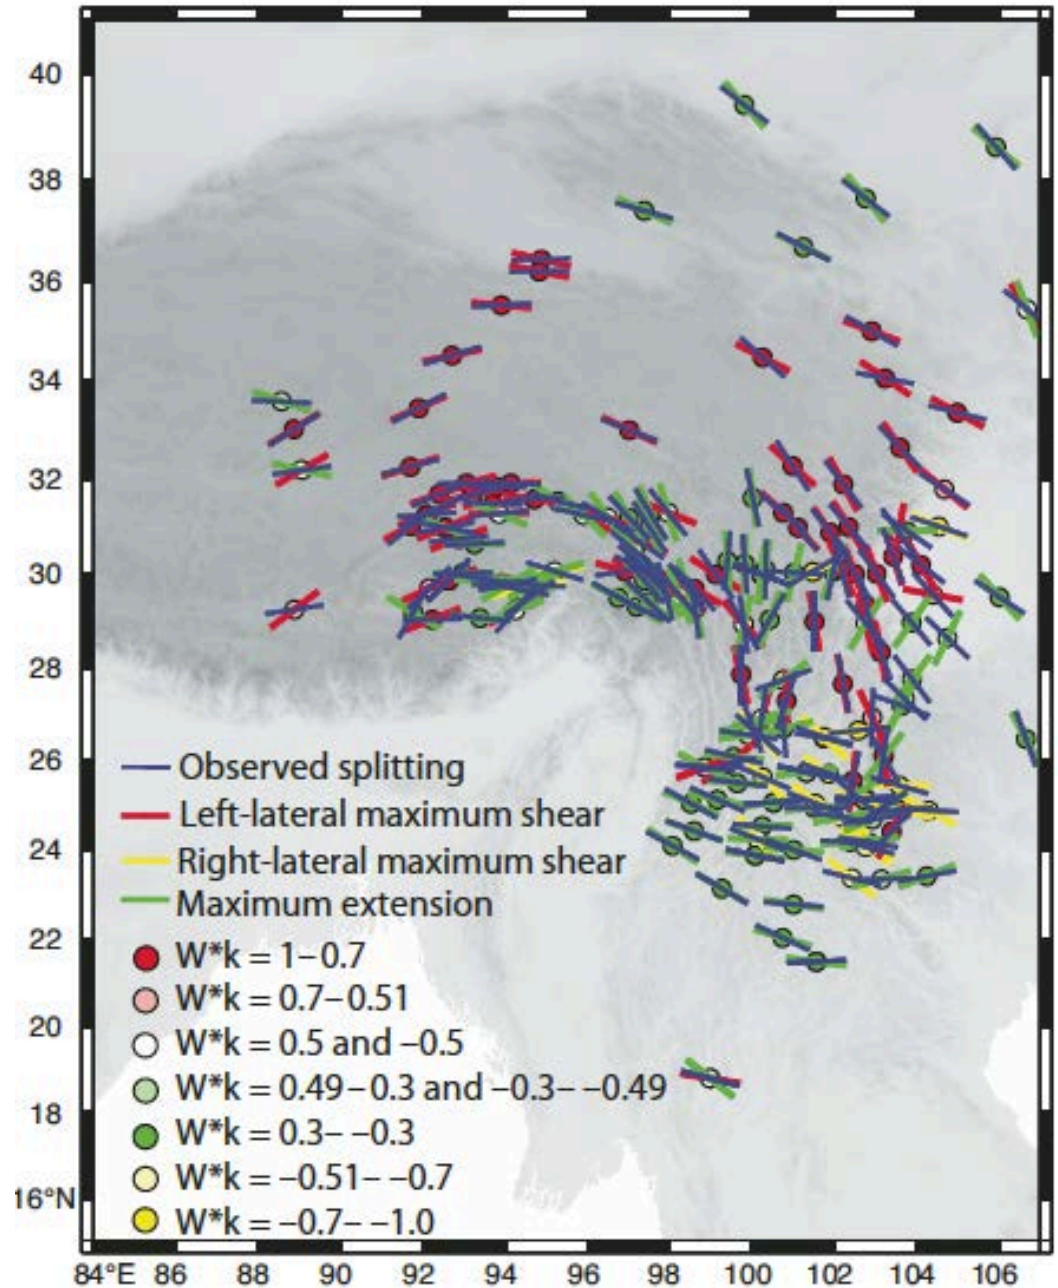 40
38
36
34
32
30
28
26
24
22
20
18
16°N
Observed splitting
Left-lateral maximum shear
Right-lateral maximum shear
Maximum extension
W*k = 1–0.7
W*k = 0.7–0.51
W*k = 0.5 and –0.5
W*k = 0.49–0.3 and –0.3– –0.49
W*k = 0.3– –0.3
W*k = –0.51– –0.7
W*k = –0.7– –1.0
84°E 86 88 90 92 94 96 98 100 102 104 106